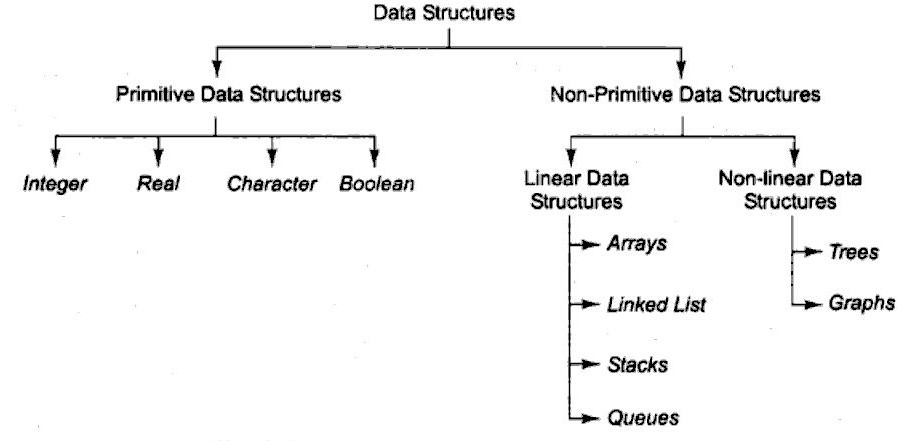 Data Structures
Primitive Data Structures
Non-Primitive Data Structures
Integer
Real
Character
Boolean
Linear Data
Structures
Non-linear Data
Structures
Arrays
Linked List
Stacks
Queues
Trees
Graphs